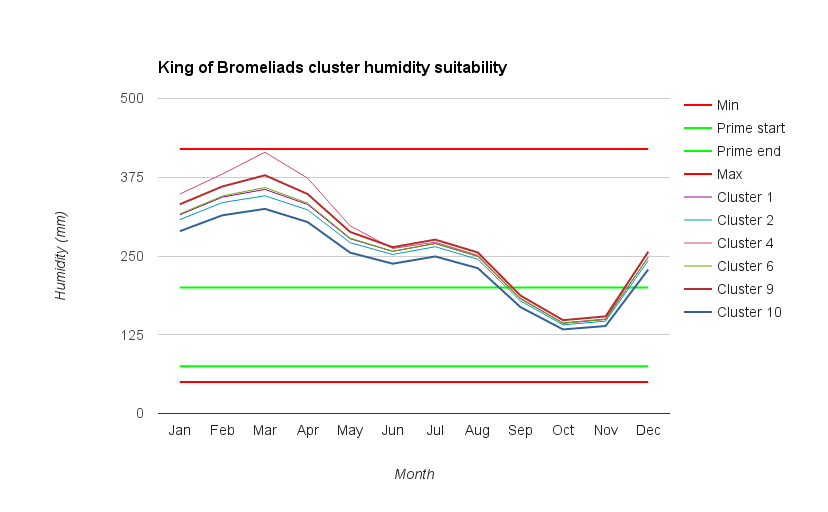 King of Bromeliads cluster humidity suitability
500
375
250
125
0
Humidity (mm)
Jan Feb Mar Apr May Jun Jul Aug Sep Oct Nov Dec
Month
Min
Prime start
Prime end
Max
Cluster 1
Cluster 2
Cluster 4
Cluster 6
Cluster 9
Cluster 10